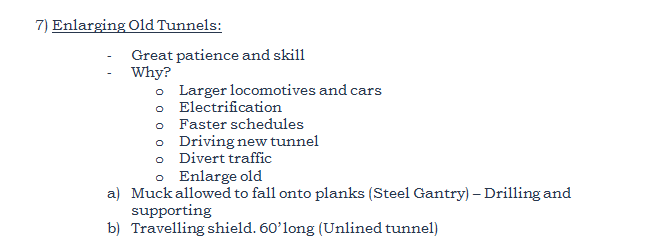 7) Enlarging Old Tunnels:
- Great patience and skill
- Why?
o Larger locomotives and cars
o Electrification
o Faster schedules
o Driving new tunnel
o Divert traffic
o Enlarge old
a) Muck allowed to fall onto planks (Steel Gantry) – Drilling and
supporting
b) Travelling shield. 60’long (Unlined tunnel)